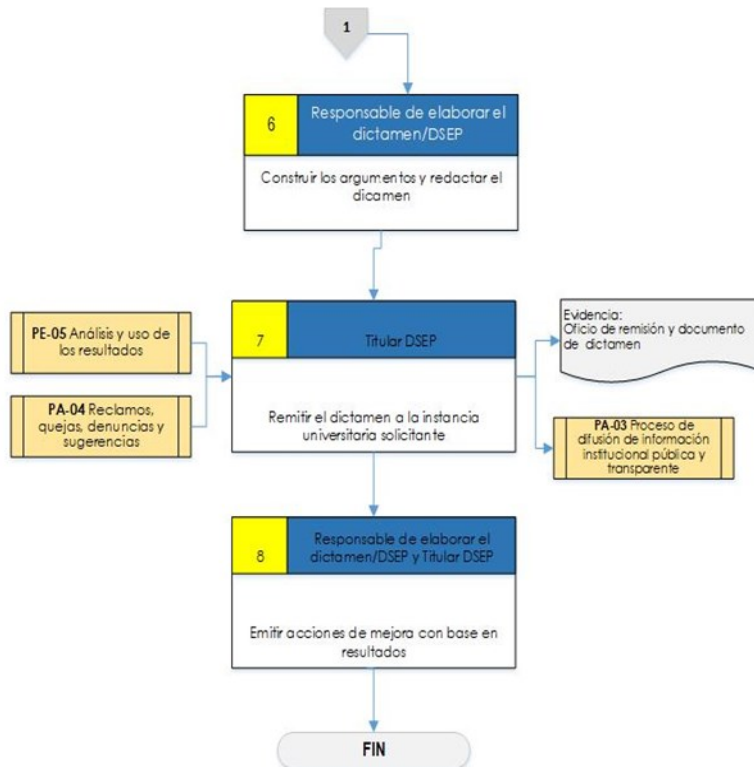 1
6
Responsable de elaborar el
dictamen/DSEP
Construir los argumentos y redactar el
dicamen
PE-05 Análisis y uso de
los resultados
PA-04 Reclamos,
quejas, denuncias y
sugerencias
7
Titular DSEP
Remitir el dictamen a la instancia
universitaria solicitante
Evidencia:
Oficio de remisión y documento
de dictamen
PA-03 Proceso de
difusión de información
institucional pública y
transparente
8
Responsable de elaborar el
dictamen/DSEP y Titular DSEP
Emitir acciones de mejora con base en
resultados
FIN